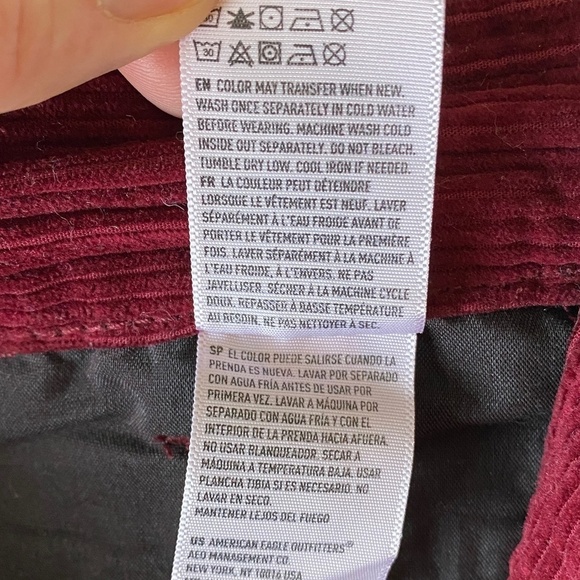 30
EN COLOR MAY TRANSFER WHEN NEW.
WASH ONCE SEPARATELY IN COLD WATER
BEFORE WEARING. MACHINE WASH COLD
INSIDE OUT SEPARATELY. DO NOT BLEACH.
TUMBLE DRY LOW. COOL IRON IF NEEDED.
FR LA COULEUR PEUT DÉTEINDRE
LORSQUE LE VÊTEMENT EST NEUF. LAVER
SÉPARÉMENT À L'EAU FROIDE AVANT DE
PORTER LE VÊTEMENT POUR LA PREMIÈRE
FOIS. LAVER SÉPARÉMENT À LA MACHINE À
L'EAU FROIDE, À L'ENVERS. NE PAS
JAVELLISER. SÉCHER À LA MACHINE CYCLE
DOUX. REPASSER À BASSE TEMPÉRATURE
AU BESOIN. NE PAS NETTOYER À SEC.
SP EL COLOR PUEDE SALIRSE CUANDO LA
PRENDA ES NUEVA. LAVAR POR SEPARADO
CON AGUA FRÍA ANTES DE USAR POR
PRIMERA VEZ. LAVAR A MÁQUINA POR
SEPARADO CON AGUA FRÍA Y CON EL
INTERIOR DE LA PRENDA HACIA AFUERA.
NO USAR BLANQUEADOR. SECAR A
MÁQUINA A TEMPERATURA BAJA. USAR
PLANCHA TIBIA SI ES NECESARIO. NO
LAVAR EN SECO.
MANTENER LEJOS DEL FUEGO
US AMERICAN EAGLE OUTFITTERS®
AEO MANAGEMENT CO.
NEW YORK, NY 10016 USA